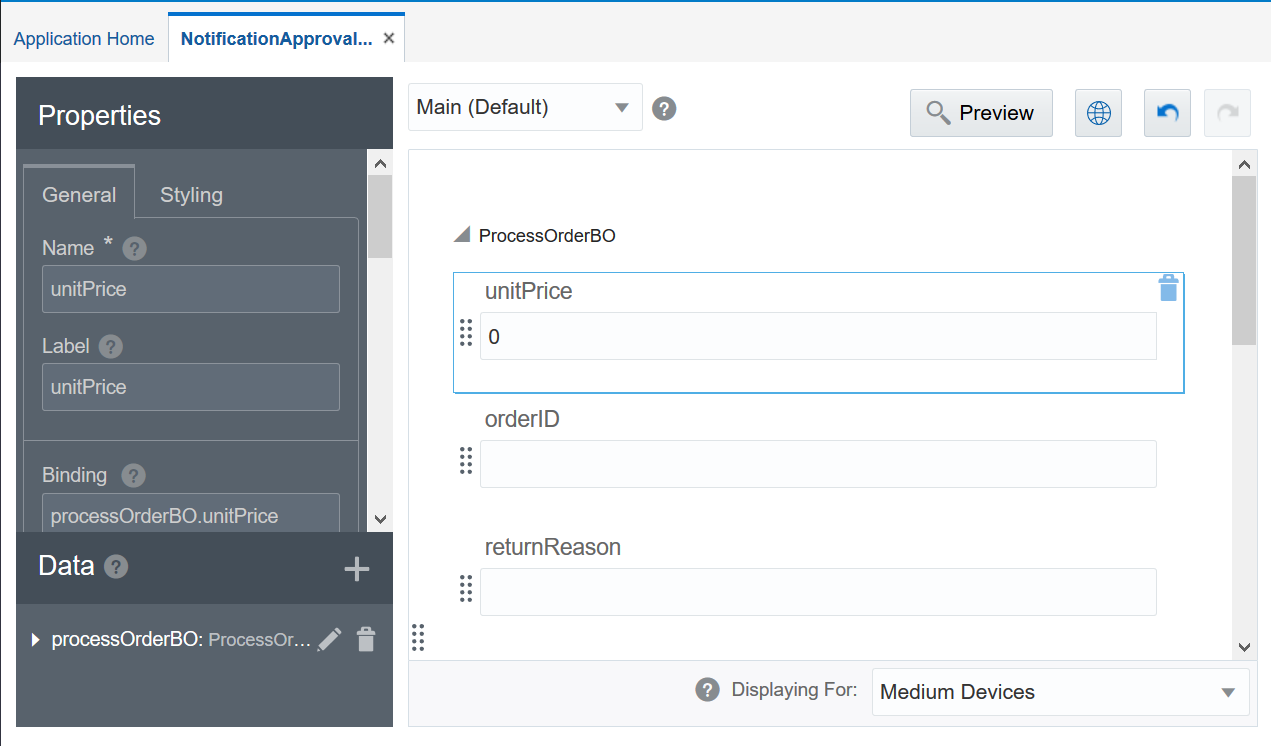 Application Home
NotificationApproval...
Properties
General
Styling
Name *
unitPrice
Label
unitPrice
Binding
processOrderBO.unitPrice
Data
processOrderBO: ProcessOr...
Main (Default)
Preview
ProcessOrderBO
unitPrice
0
orderID
returnReason
Displaying For:
Medium Devices